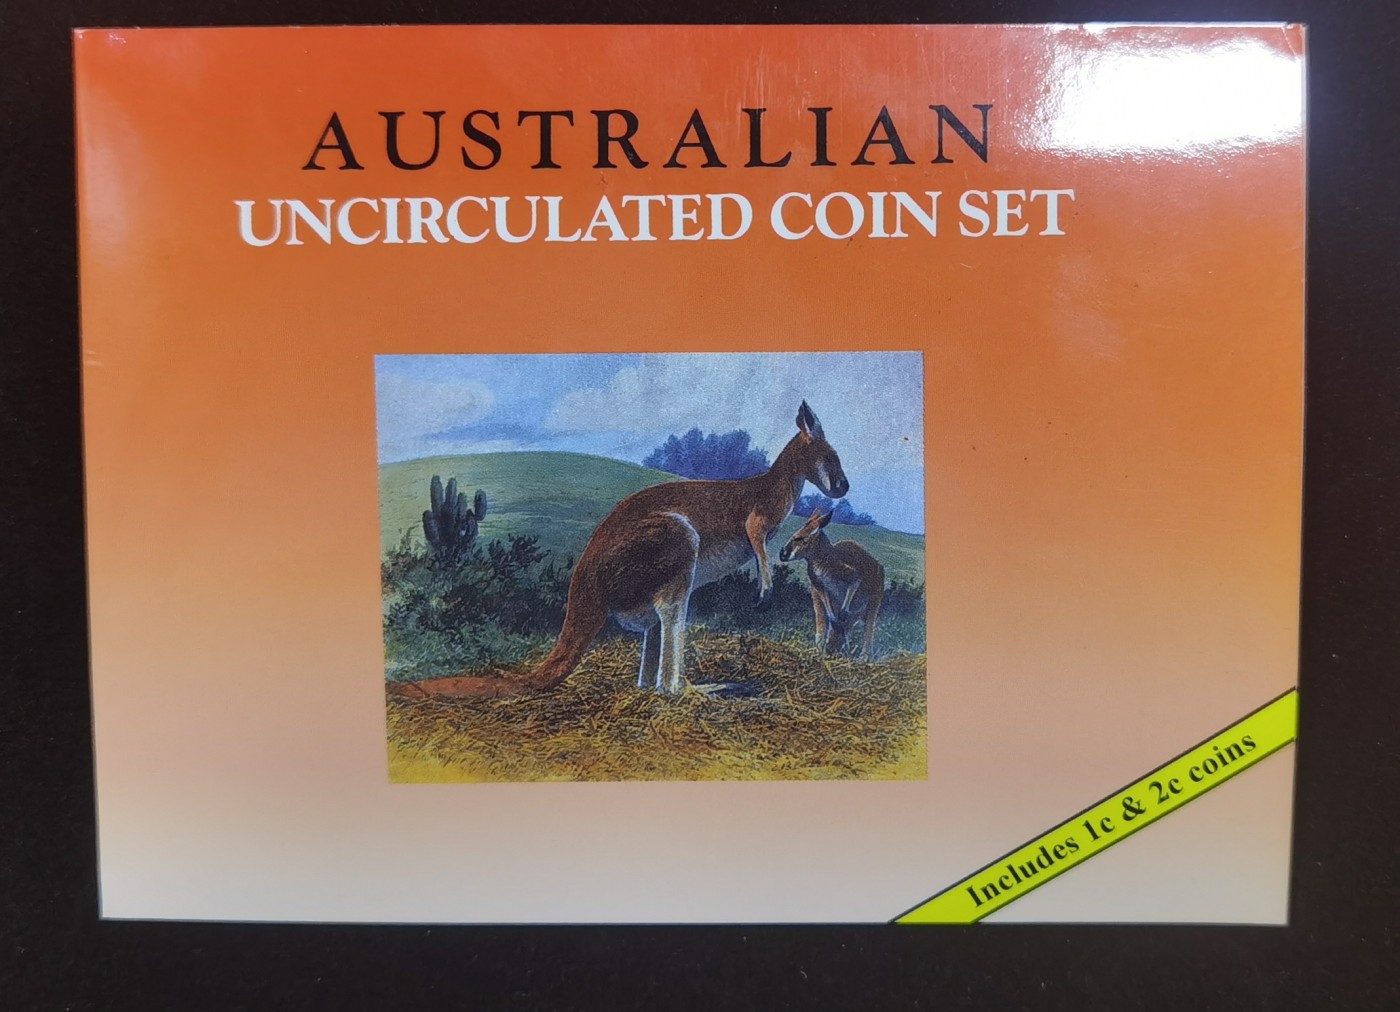 AUSTRALIAN
UNCIRCULATED COIN SET
Includes 1c & 2c coins